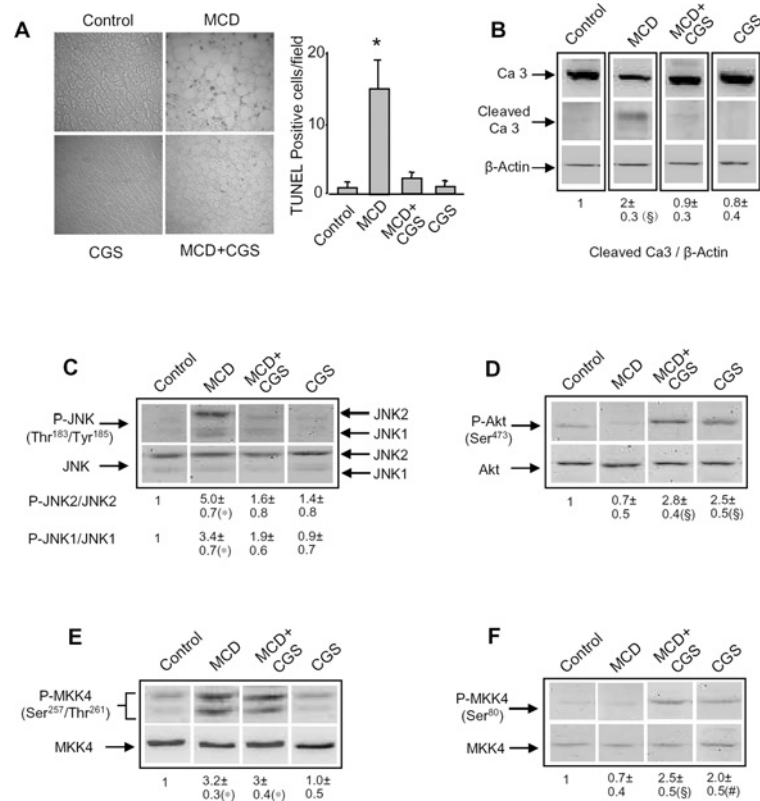 A
Control
MCD
CGS
MCD+CGS
TUNEL Positive cells/field
20
10
0
*
Control
MCD
MCD+
CGS
CGS
B
Control
MCD
MCD+
CGS
CGS
Ca 3
Cleaved
Ca 3
β-Actin
1
2±
0.3 (§)
0.9±
0.3
0.8±
0.4
Cleaved Ca3 / β-Actin
C
Control
MCD
MCD+
CGS
CGS
P-JNK
(Thr183/Tyr185)
JNK
JNK2
JNK1
JNK2
JNK1
P-JNK2/JNK2
1
5.0±
0.7(*)
1.6±
0.8
1.4±
0.8
P-JNK1/JNK1
1
3.4±
0.7(*)
1.9±
0.6
0.9±
0.7
D
Control
MCD
MCD+
CGS
CGS
P-Akt
(Ser473)
Akt
1
0.7±
0.5
2.8±
0.4(§)
2.5±
0.5(§)
E
Control
MCD
MCD+
CGS
CGS
P-MKK4
(Ser257/Thr261)
MKK4
1
3.2±
0.3(*)
3±
0.4(*)
1.0±
0.5
F
Control
MCD
MCD+
CGS
CGS
P-MKK4
(Ser80)
MKK4
1
0.7±
0.4
2.5±
0.5(§)
2.0±
0.5(#)